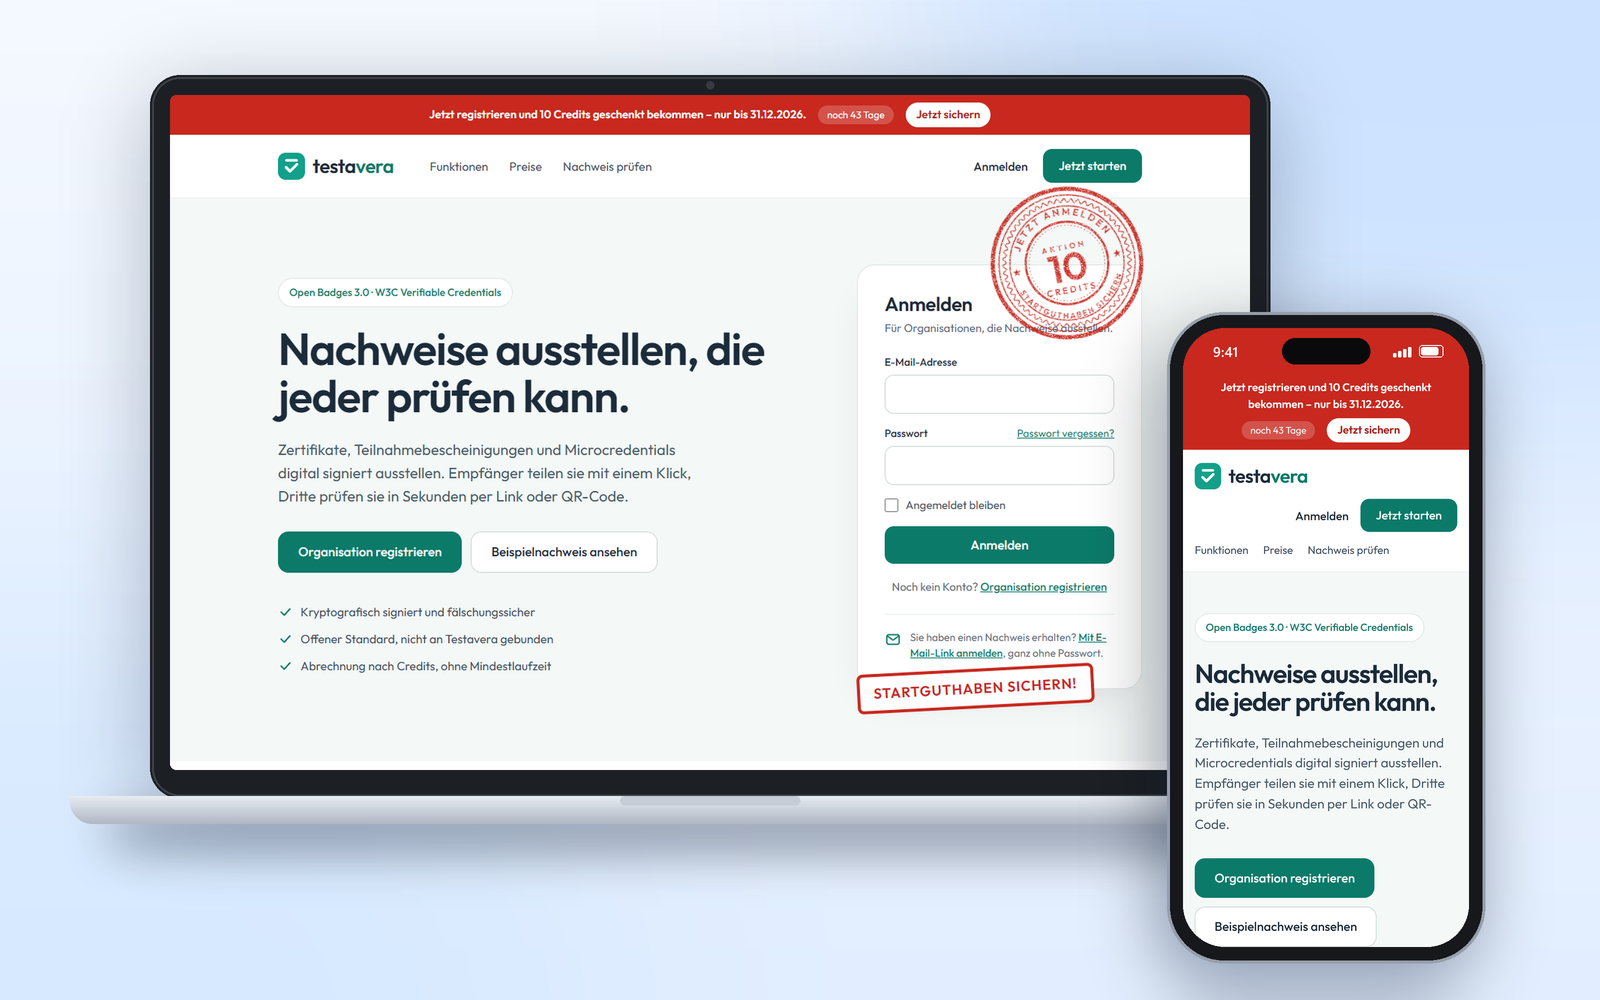 Jetzt registrieren und 10 Credits geschenkt bekommen – nur bis 31.12.2026.
noch 43 Tage
Jetzt sichern
testavera
Funktionen
Preise
Nachweis prüfen
Anmelden
Jetzt starten
Open Badges 3.0 · W3C Verifiable Credentials
Nachweise ausstellen, die
jeder prüfen kann.
Zertifikate, Teilnahmebescheinigungen und Microcredentials
digital signiert ausstellen. Empfänger teilen sie mit einem Klick,
Dritte prüfen sie in Sekunden per Link oder QR-Code.
Organisation registrieren
Beispielnachweis ansehen
Kryptografisch signiert und fälschungssicher
Offener Standard, nicht an Testavera gebunden
Abrechnung nach Credits, ohne Mindestlaufzeit
JETZT ANMELDEN
AKTION
10
CREDITS
STARTGUTHABEN SICHERN
Anmelden
Für Organisationen, die Nachweise ausstellen.
E-Mail-Adresse
Passwort
Passwort vergessen?
Angemeldet bleiben
Anmelden
Noch kein Konto? Organisation registrieren
Sie haben einen Nachweis erhalten? Mit E-
Mail-Link anmelden, ganz ohne Passwort.
STARTGUTHABEN SICHERN!
9:41
Jetzt registrieren und 10 Credits geschenkt
bekommen – nur bis 31.12.2026.
noch 43 Tage
Jetzt sichern
testavera
Anmelden
Jetzt starten
Funktionen
Preise
Nachweis prüfen
Open Badges 3.0 · W3C Verifiable Credentials
Nachweise ausstellen,
die jeder prüfen kann.
Zertifikate, Teilnahmebescheinigungen und
Microcredentials digital signiert ausstellen.
Empfänger teilen sie mit einem Klick, Dritte
prüfen sie in Sekunden per Link oder QR-
Code.
Organisation registrieren
Beispielnachweis ansehen